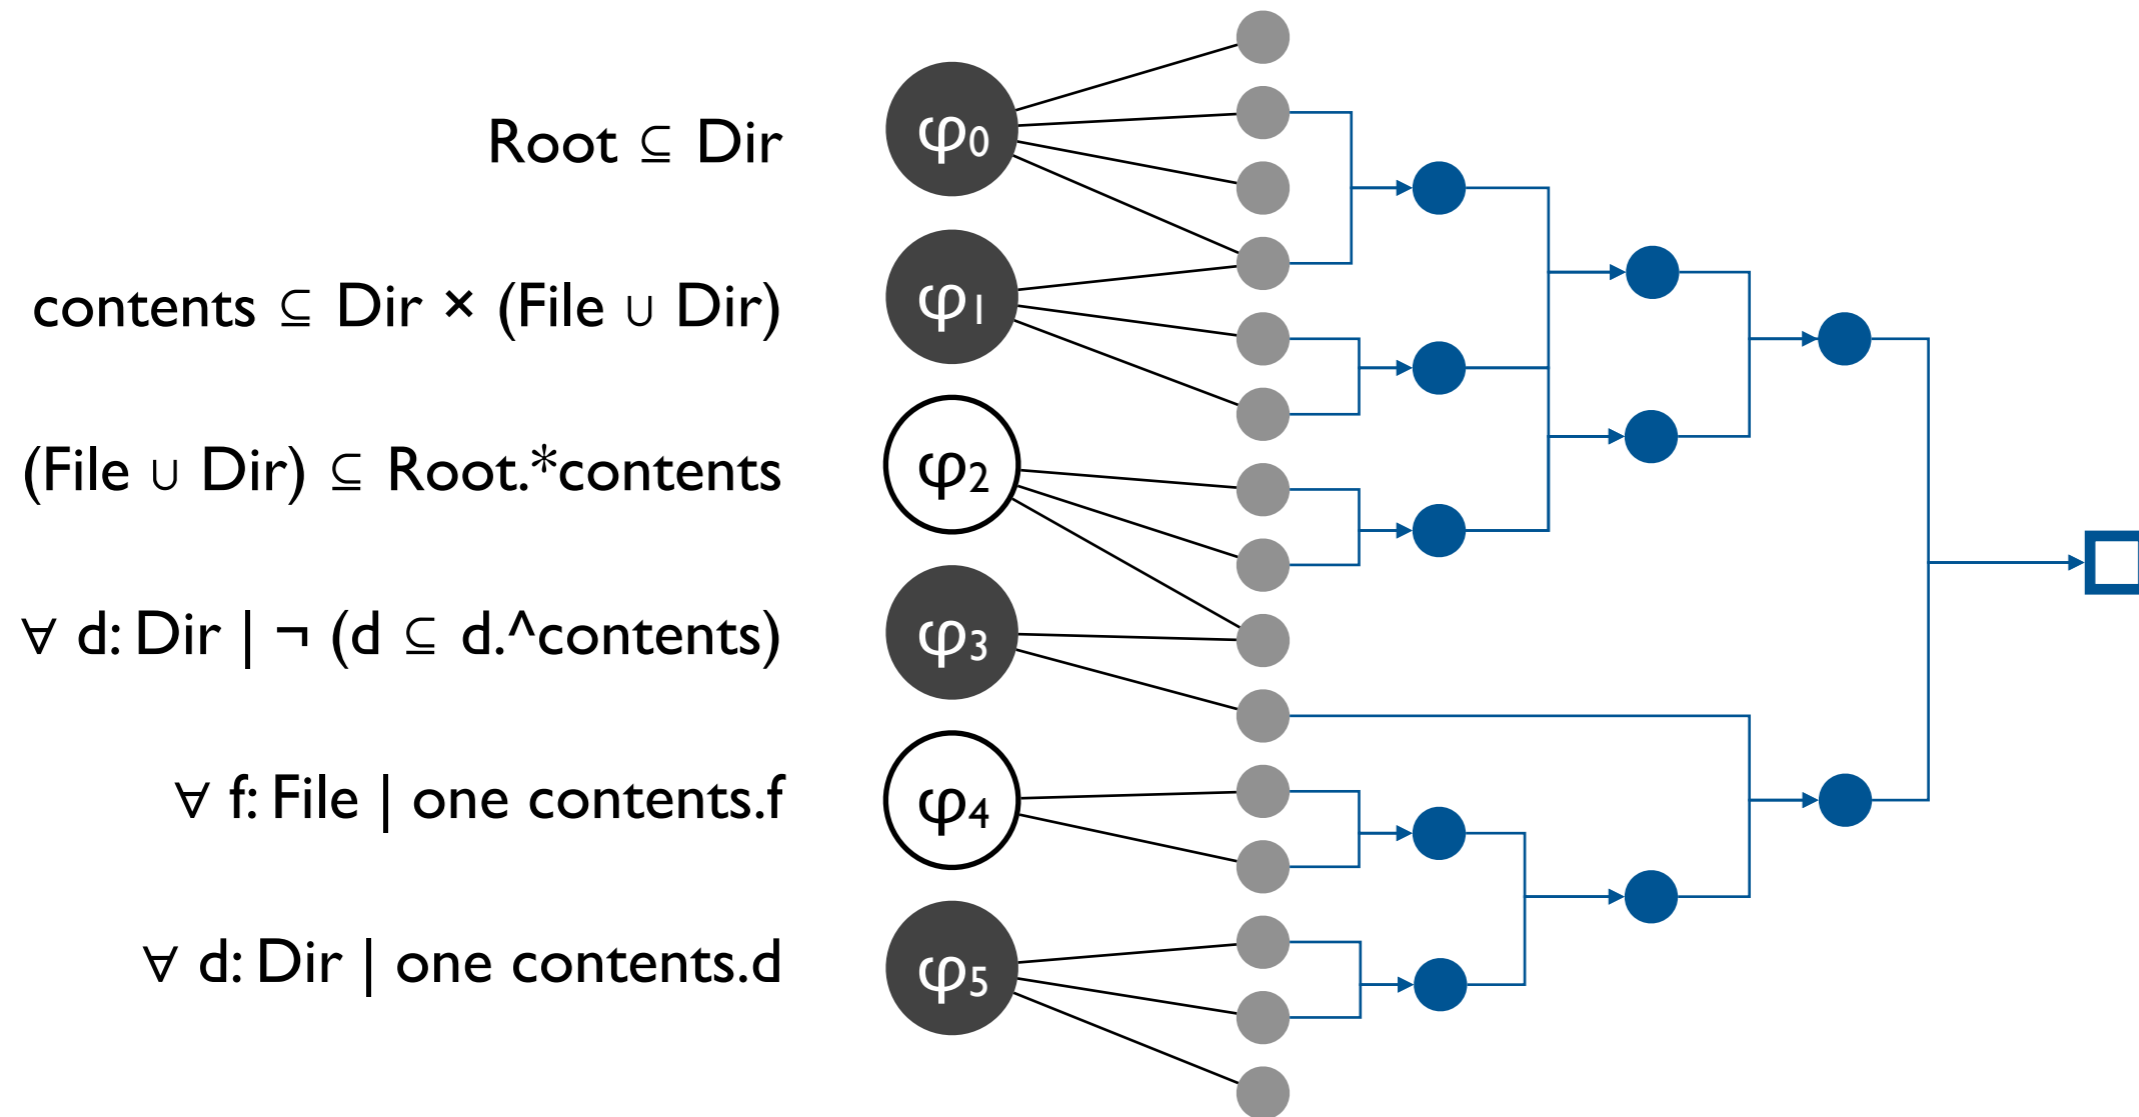 Root ⊆ Dir
φ₀
contents ⊆ Dir × (File ∪ Dir)
φ₁
(File ∪ Dir) ⊆ Root.*contents
φ₂
∀ d: Dir | ¬ (d ⊆ d.^contents)
φ₃
∀ f: File | one contents.f
φ₄
∀ d: Dir | one contents.d
φ₅